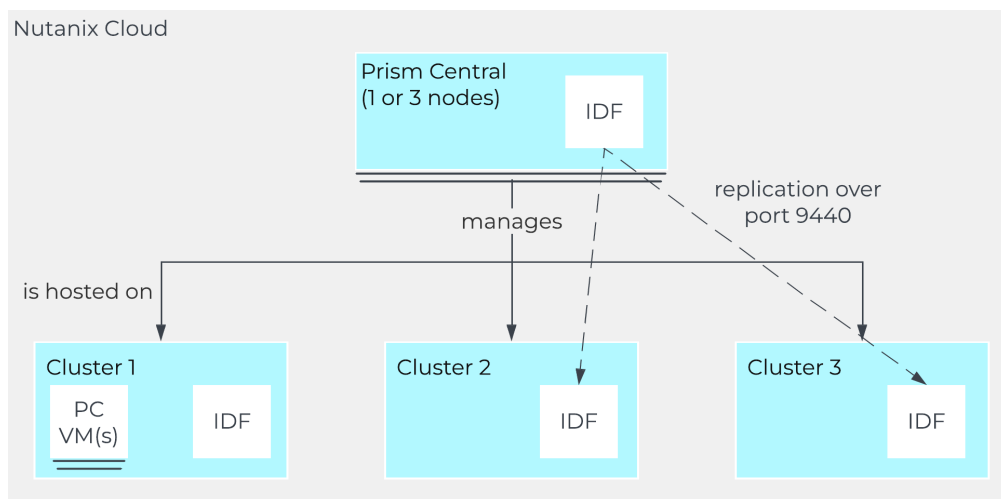 Nutanix Cloud
Prism Central
(1 or 3 nodes)
IDF
replication over
port 9440
manages
is hosted on
Cluster 1
PC
VM(s)
IDF
Cluster 2
IDF
Cluster 3
IDF